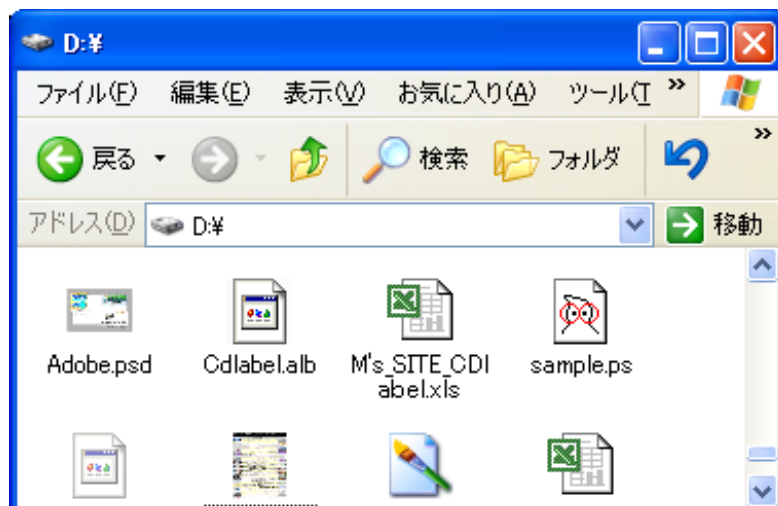 D:¥
ファイル(F) 編集(E) 表示(V) お気に入り(A) ツール(T »
戻る 検索 フォルダ »
アドレス(D) D:¥ 移動
Adobe.psd Cdlabel.alb M's_SITE_CDl sample.ps
abel.xls